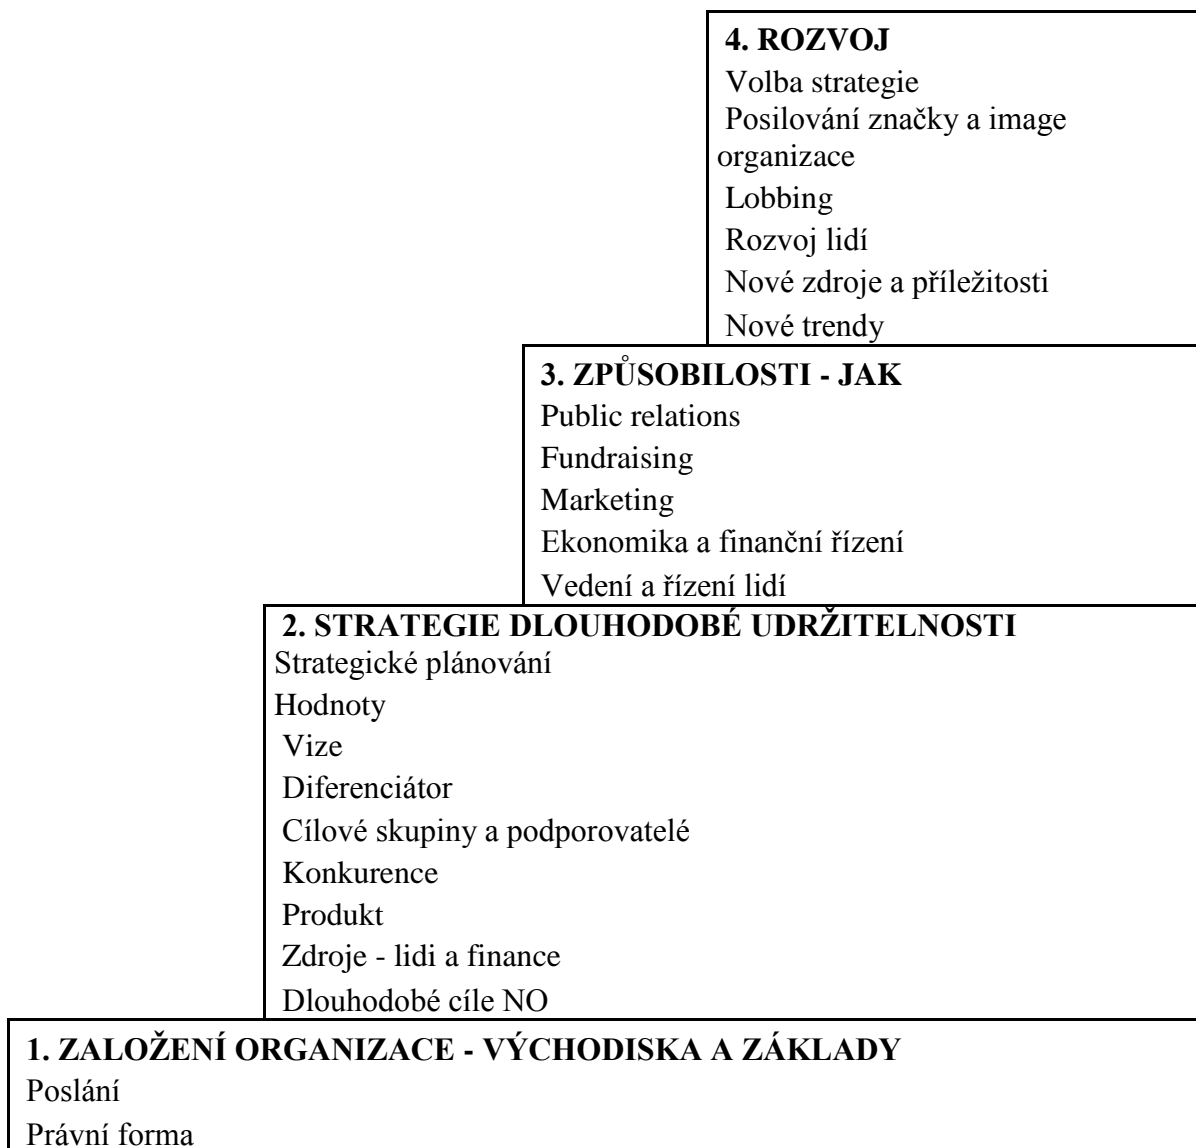 4. ROZVOJ
Volba strategie
Posilování značky a image
organizace
Lobbing
Rozvoj lidí
Nové zdroje a příležitosti
Nové trendy
3. ZPŮSOBILOSTI - JAK
Public relations
Fundraising
Marketing
Ekonomika a finanční řízení
Vedení a řízení lidí
2. STRATEGIE DLOUHODOBÉ UDRŽITELNOSTI
Strategické plánování
Hodnoty
Vize
Diferenciátor
Cílové skupiny a podporovatelé
Konkurence
Produkt
Zdroje - lidi a finance
Dlouhodobé cíle NO
1. ZALOŽENÍ ORGANIZACE - VÝCHODISKA A ZÁKLADY
Poslání
Právní forma